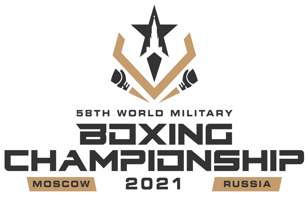 58TH WORLD MILITARY
BOXING
CHAMPIONSHIP
MOSCOW 2021 RUSSIA